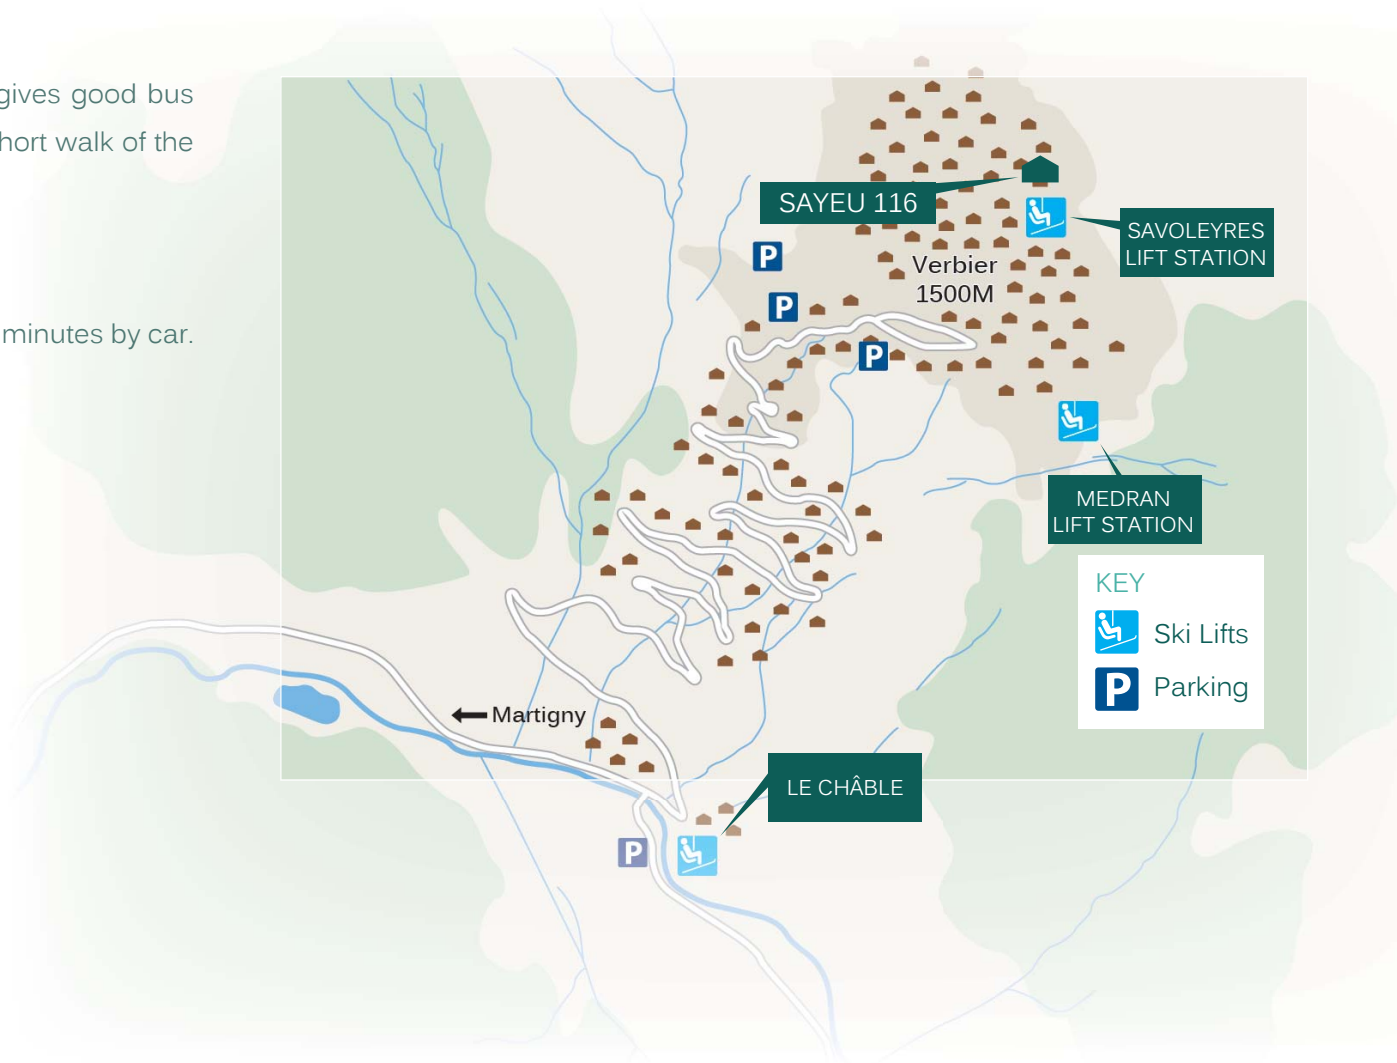 gives good bus
hort walk of the
minutes by car.
SAYEU 116
SAVOLEYRES
LIFT STATION
P
Verbier
1500M
P
P
MEDRAN
LIFT STATION
KEY
Ski Lifts
P Parking
Martigny
LE CHÂBLE
P